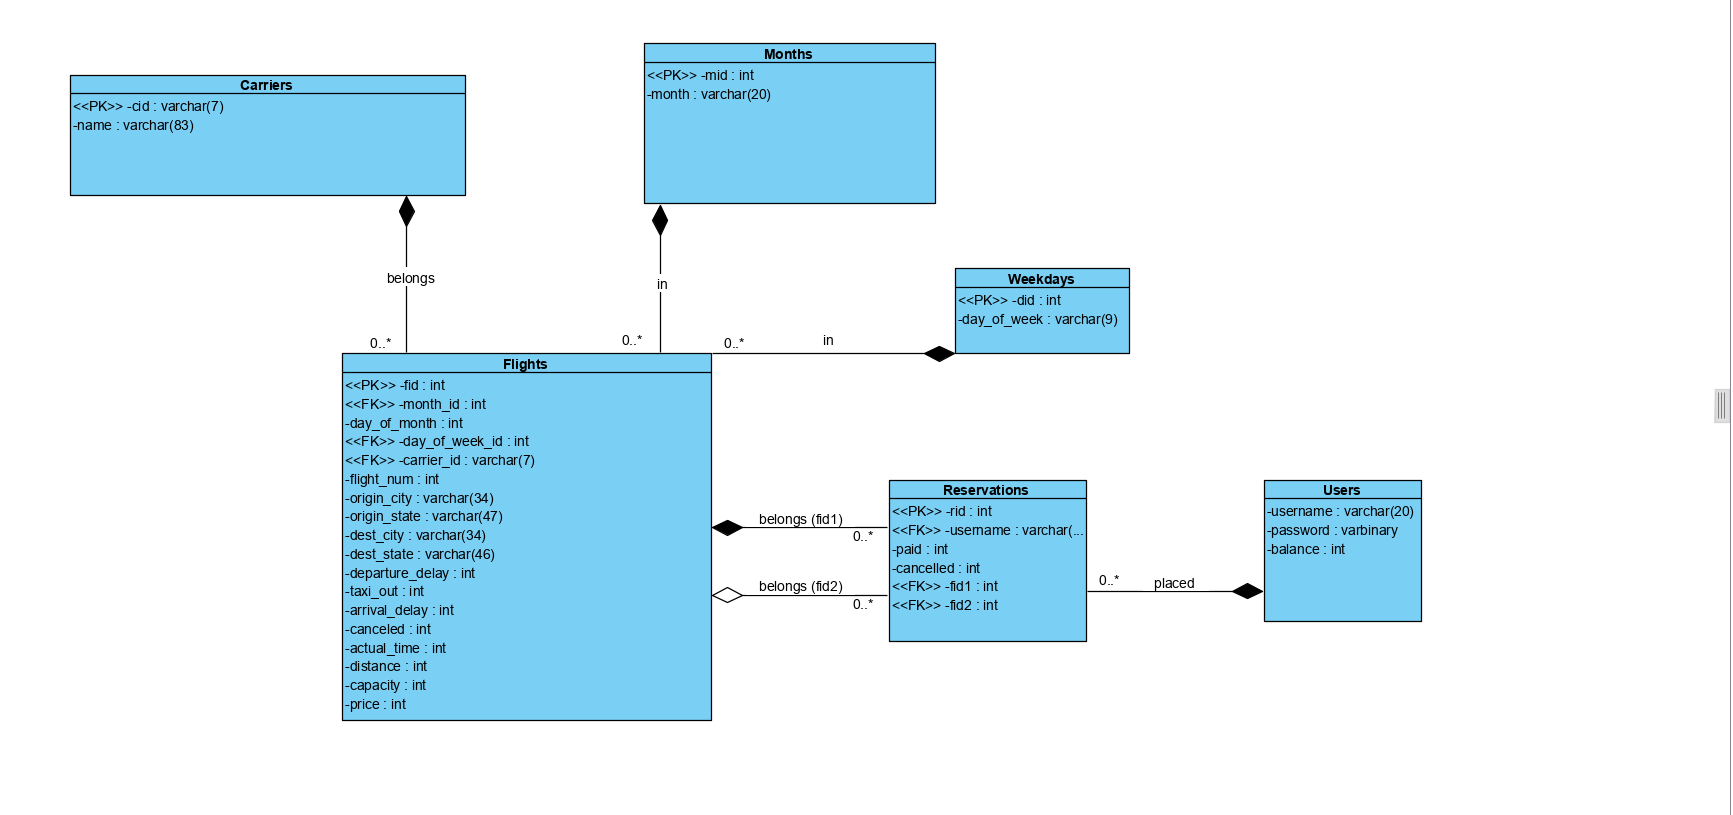 Carriers
<<PK>> -cid : varchar(7)
-name : varchar(83)
Months
<<PK>> -mid : int
-month : varchar(20)
belongs
0..*
in
0..*
0..*
in
Weekdays
<<PK>> -did : int
-day_of_week : varchar(9)
Flights
<<PK>> -fid : int
<<FK>> -month_id : int
-day_of_month : int
<<FK>> -day_of_week_id : int
<<FK>> -carrier_id : varchar(7)
-flight_num : int
-origin_city : varchar(34)
-origin_state : varchar(47)
-dest_city : varchar(34)
-dest_state : varchar(46)
-departure_delay : int
-taxi_out : int
-arrival_delay : int
-canceled : int
-actual_time : int
-distance : int
-capacity : int
-price : int
belongs (fid1)
0..*
belongs (fid2)
0..*
Reservations
<<PK>> -rid : int
<<FK>> -username : varchar(...
-paid : int
-cancelled : int
<<FK>> -fid1 : int
<<FK>> -fid2 : int
0..*
placed
Users
-username : varchar(20)
-password : varbinary
-balance : int